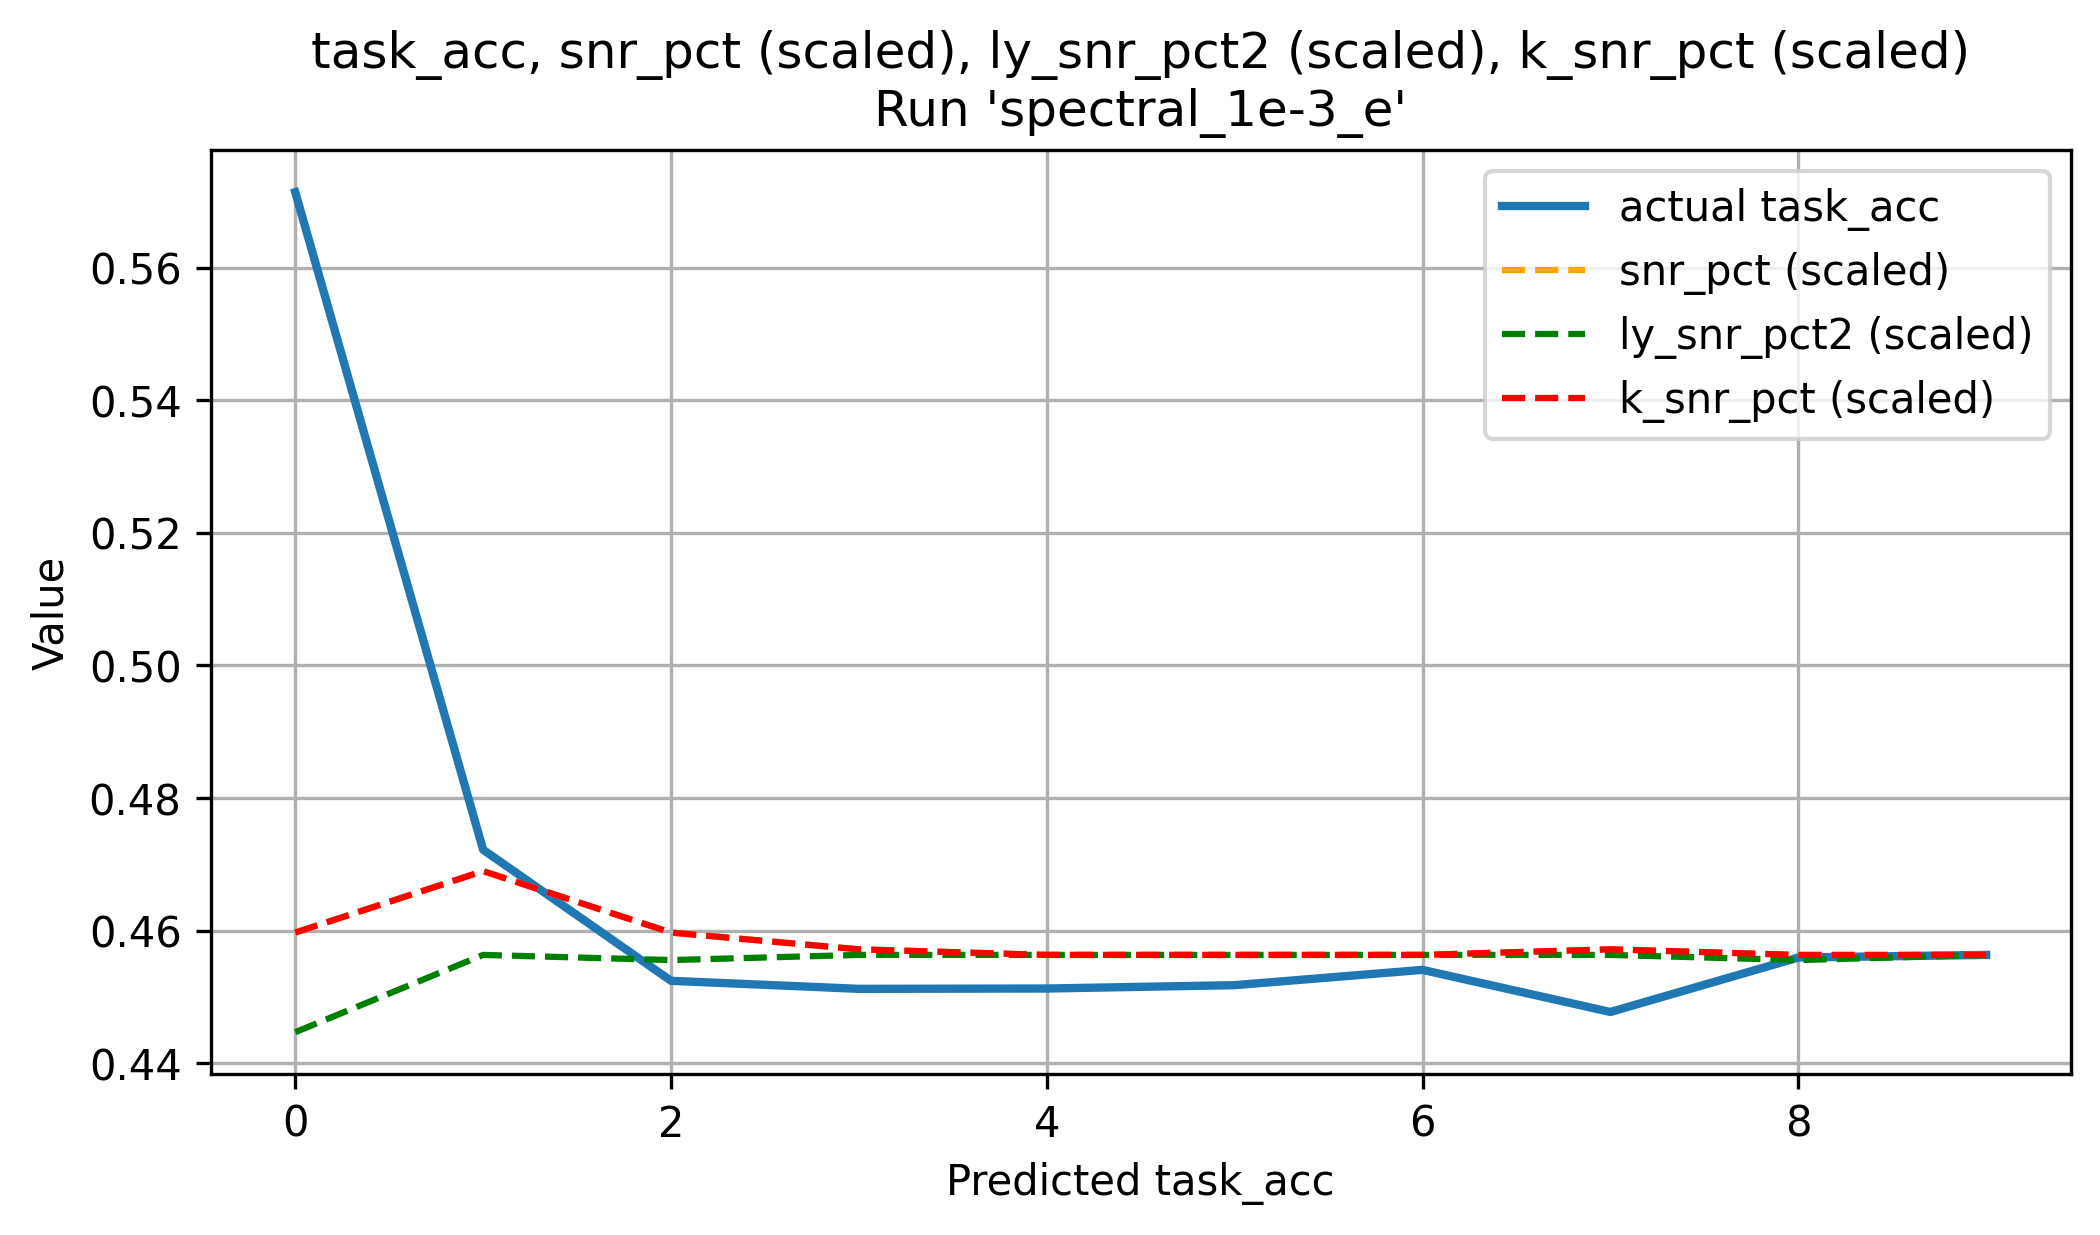 task_acc, snr_pct (scaled), ly_snr_pct2 (scaled), k_snr_pct (scaled)
Run 'spectral_1e-3_e'
actual task_acc
snr_pct (scaled)
ly_snr_pct2 (scaled)
k_snr_pct (scaled)
Value
0.56
0.54
0.52
0.50
0.48
0.46
0.44
0 2 4 6 8
Predicted task_acc